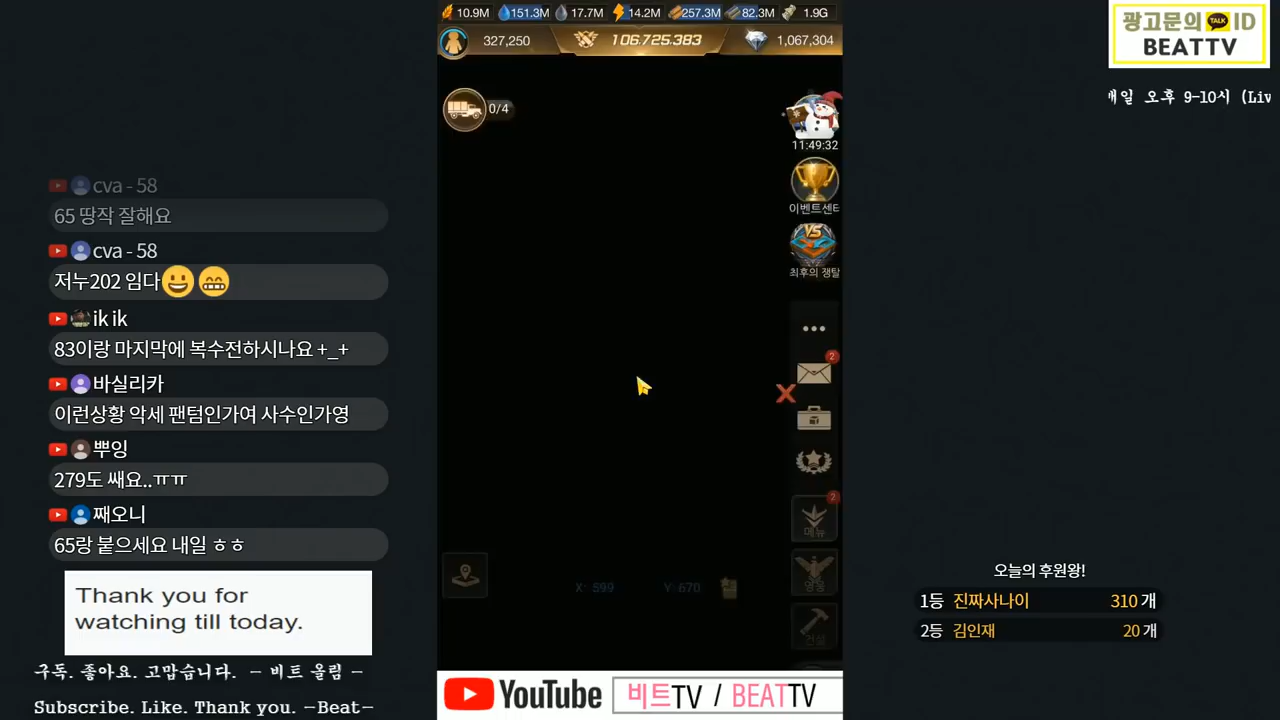 10.9M 151.3M 17.7M 14.2M 257.3M 82.3M 1.9G
327,250 106,725,383 1,067,304
0/4
11:49:32
이벤트센터
VS
최후의 쟁탈
2
2
메뉴
영웅
건설
X: 599 Y: 670
cva - 58
65 땅작 잘해요
cva - 58
저누202 임다😀😁
ik ik
83이랑 마지막에 복수전하시나요 +_+
바실리카
이런상황 악세 팬텀인가여 사수인가영
뿌잉
279도 쌔요..ㅠㅠ
째오니
65랑 붙으세요 내일 ㅎㅎ
Thank you for
watching till today.
구독. 좋아요. 고맙습니다. - 비트 올림 -
Subscribe. Like. Thank you. -Beat-
YouTube 비트TV / BEATTV
광고문의 TALK ID
BEATTV
매일 오후 9-10시 (Liv
오늘의 후원왕!
1등 진짜사나이 310 개
2등 김인재 20 개